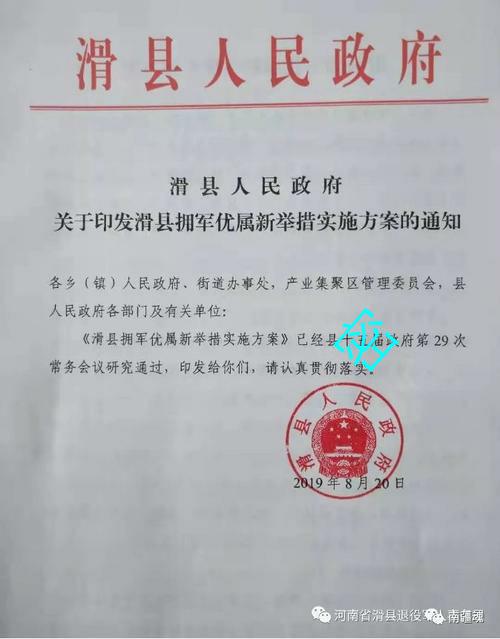 滑县人民政府
滑县人民政府
关于印发滑县拥军优属新举措实施方案的通知
各乡（镇）人民政府、街道办事处，产业集聚区管理委员会，县
人民政府各部门及有关单位：
《滑县拥军优属新举措实施方案》已经县十五届政府第29次
常务会议研究通过，印发给你们，请认真贯彻落实。
滑县人民政府
2019年8月20日
河南省滑县退役军人
南疆魂